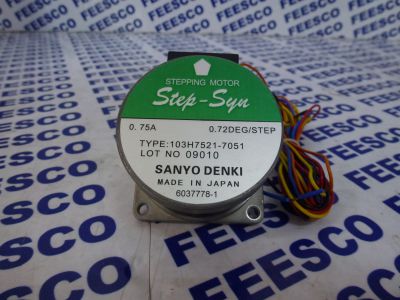 STEPPING MOTOR
Step-Syn
0.75A 0.72DEG/STEP
TYPE:103H7521-7051
LOT NO 09010
SANYO DENKI
MADE IN JAPAN
6037778-1
FEESCO